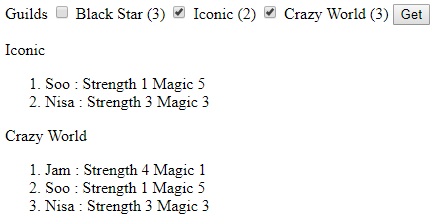 Guilds Black Star (3) Iconic (2) Crazy World (3) Get
Iconic
1. Soo : Strength 1 Magic 5
2. Nisa : Strength 3 Magic 3
Crazy World
1. Jam : Strength 4 Magic 1
2. Soo : Strength 1 Magic 5
3. Nisa : Strength 3 Magic 3